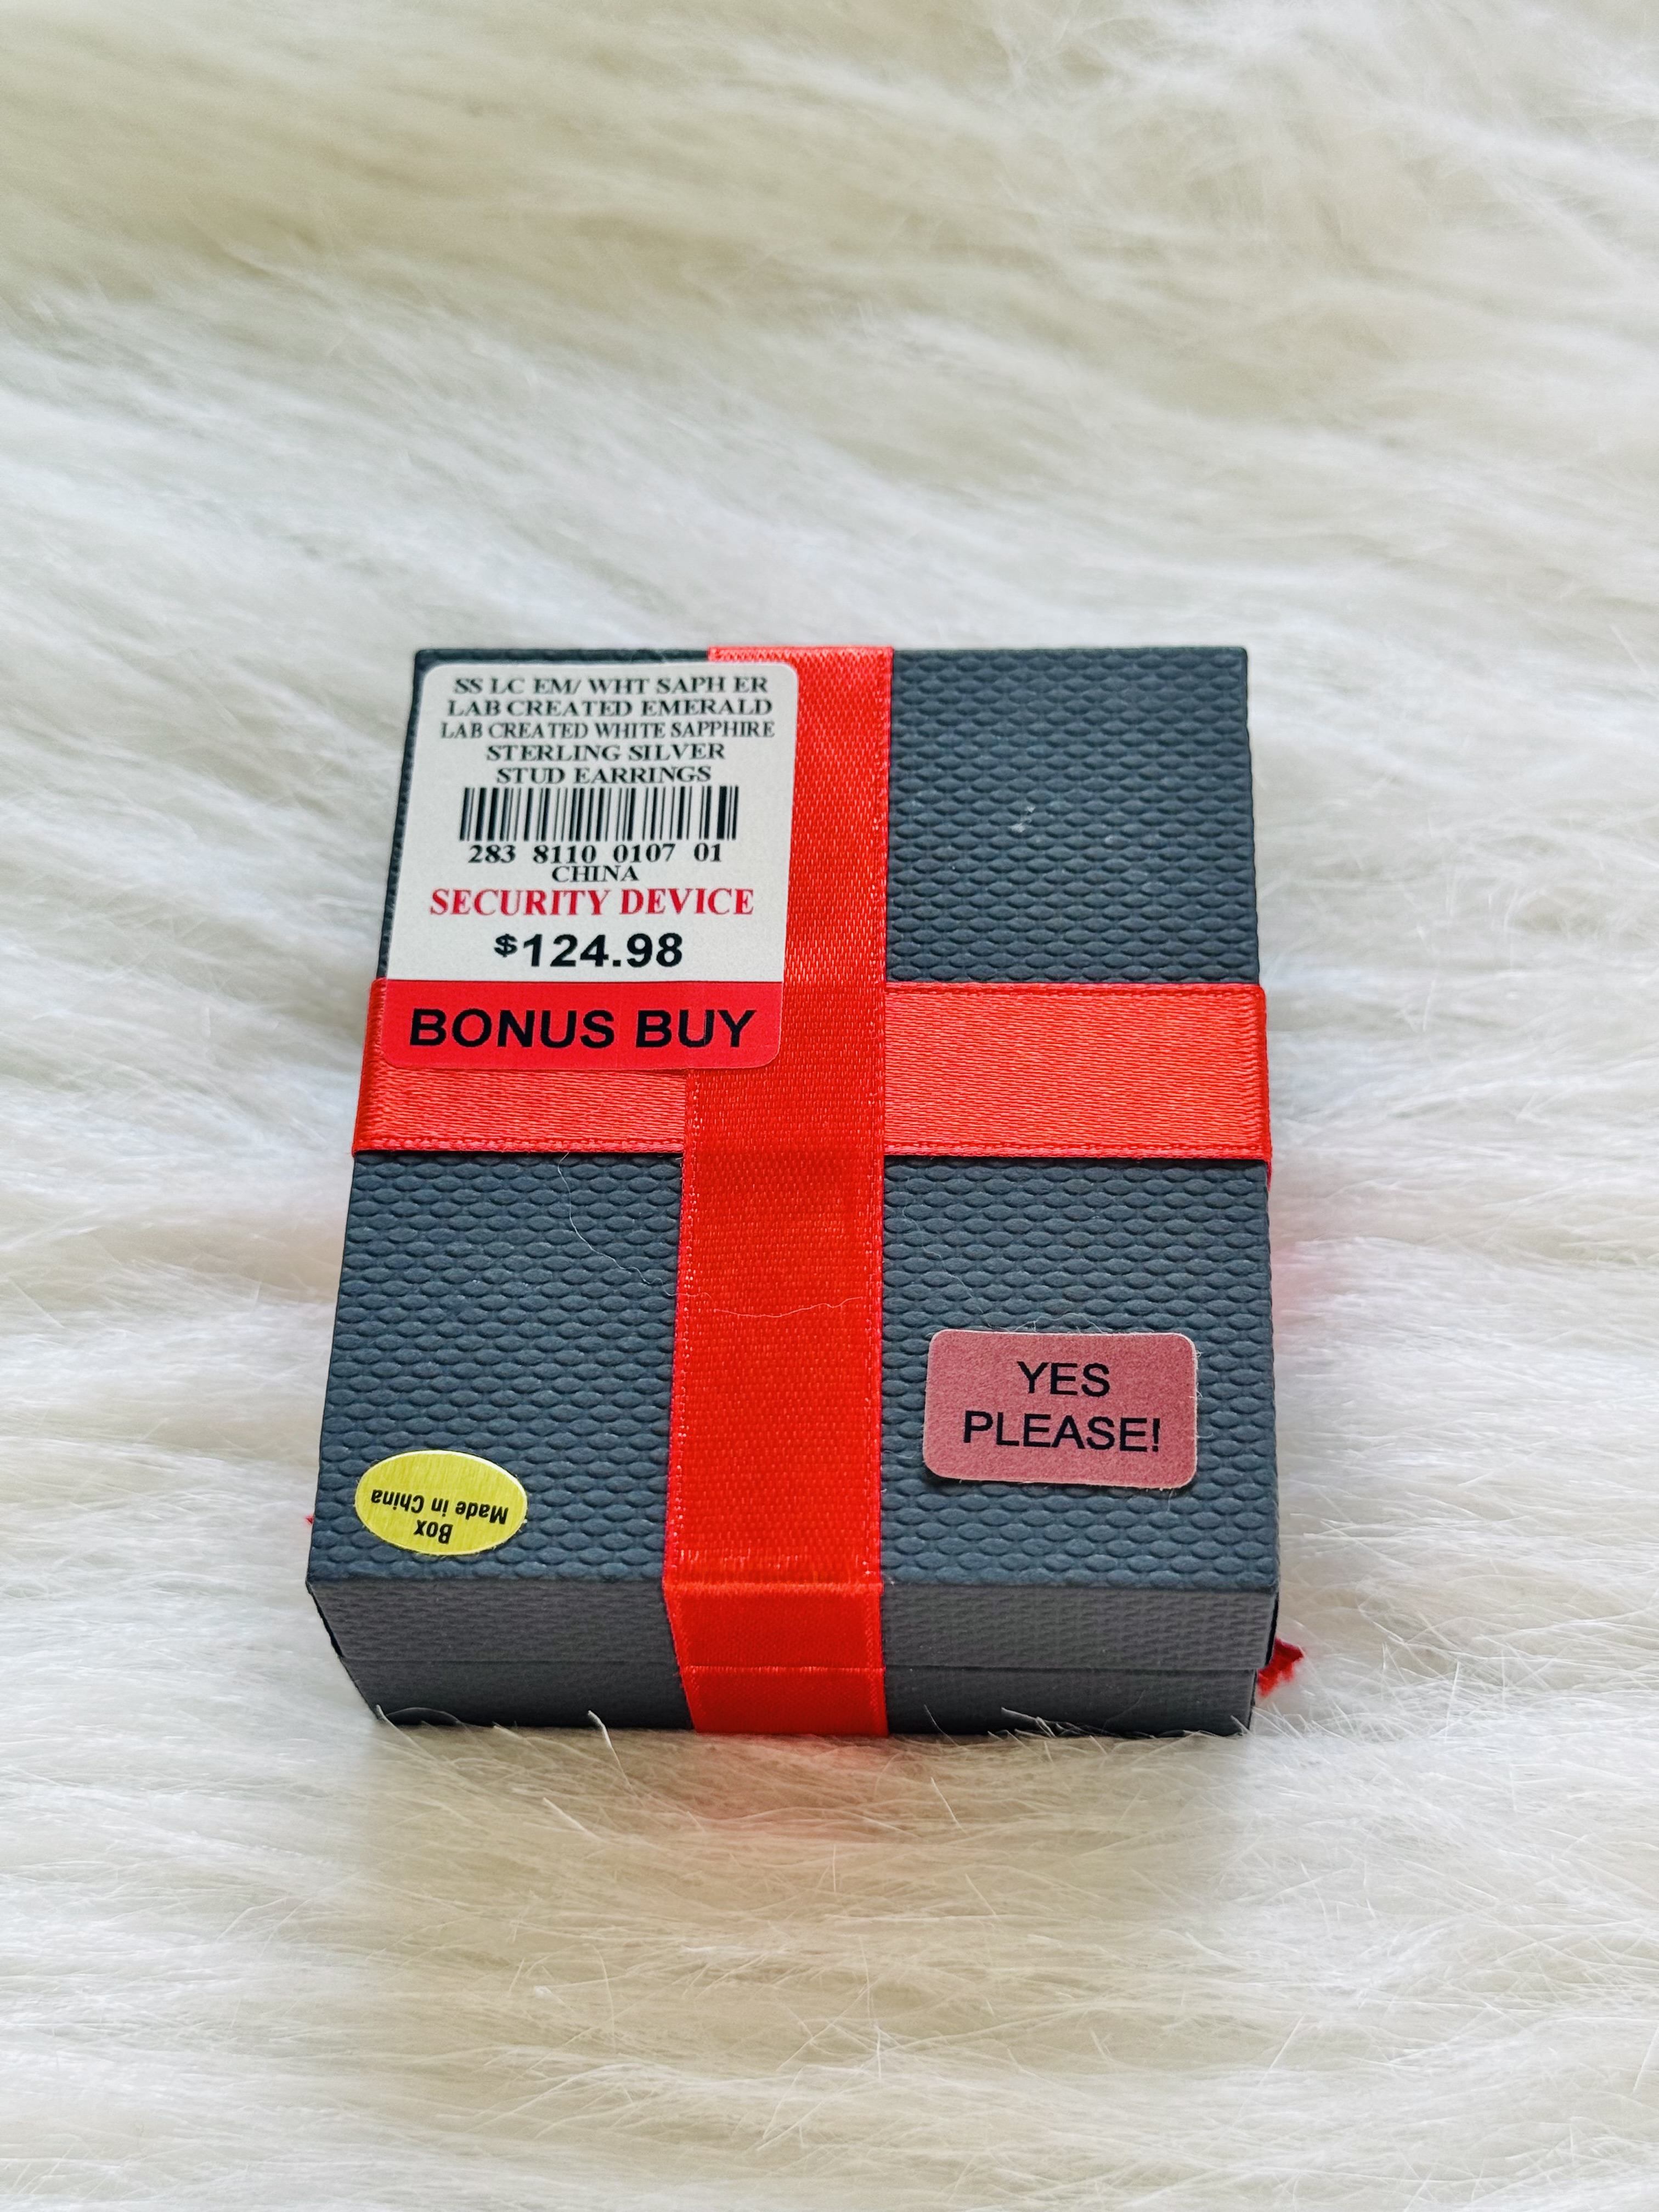 SS LC EM/ WHT SAPH ER
LAB CREATED EMERALD
LAB CREATED WHITE SAPPHIRE
STERLING SILVER
STUD EARRINGS
283 8110 0107 01
CHINA
SECURITY DEVICE
$124.98
BONUS BUY
YES
PLEASE!
Box
Made in China